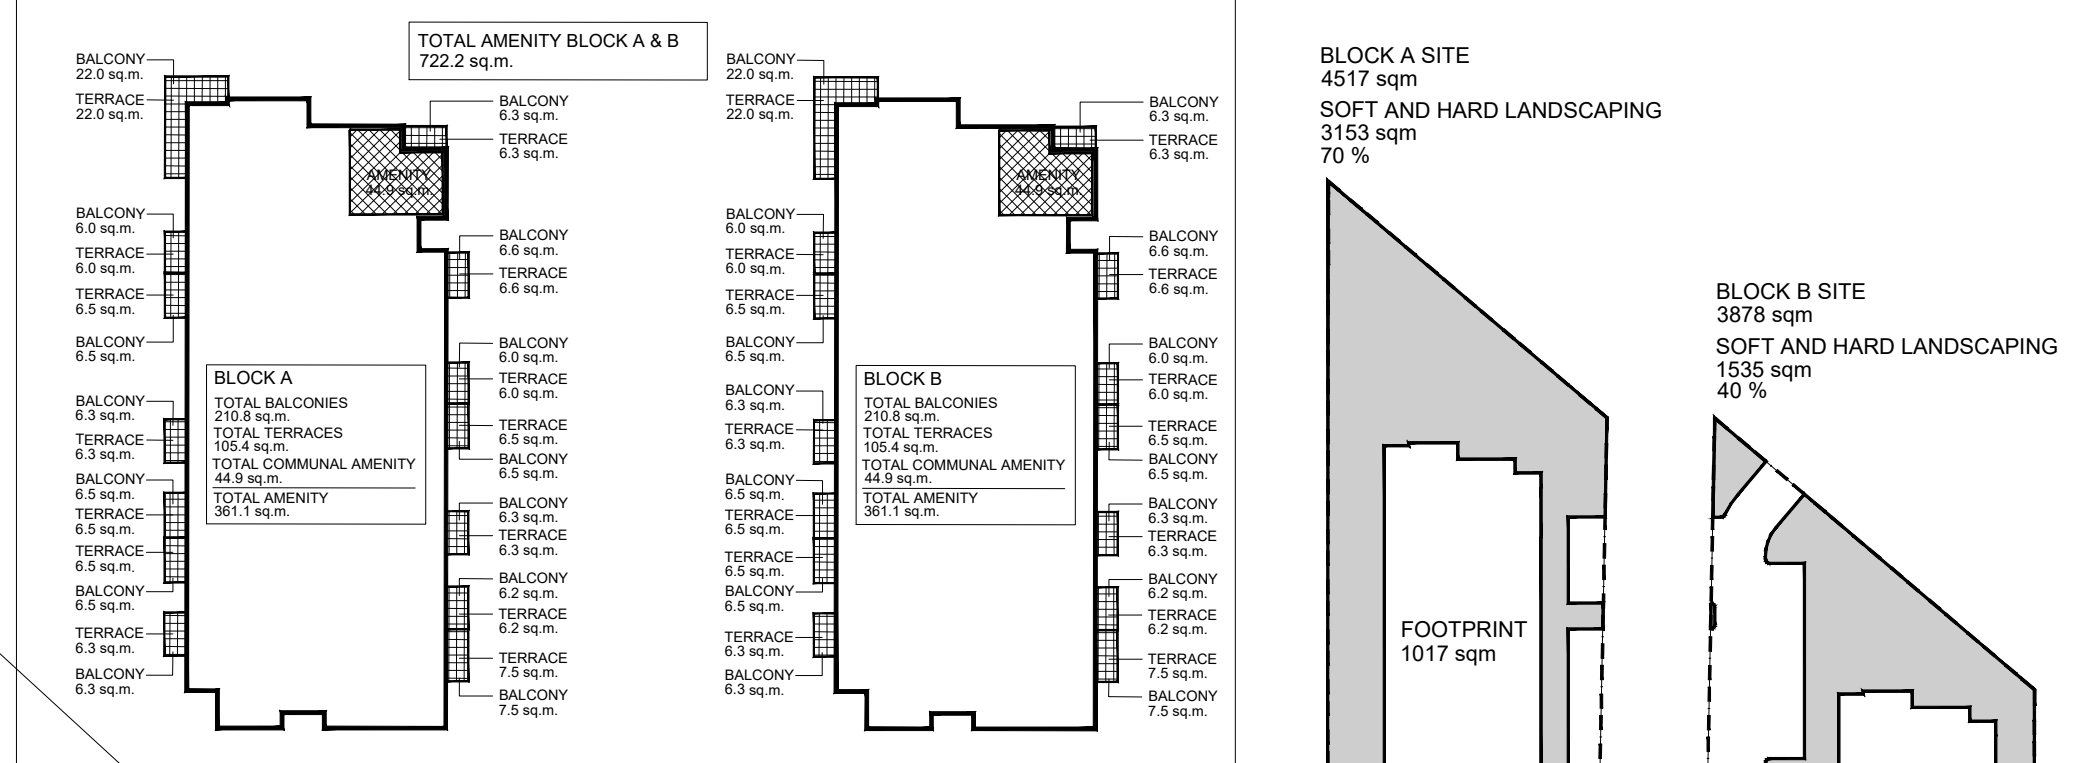 TOTAL AMENITY BLOCK A & B
722.2 sq.m.
BALCONY
22.0 sq.m.
TERRACE
22.0 sq.m.
BALCONY
6.0 sq.m.
TERRACE
6.0 sq.m.
TERRACE
6.5 sq.m.
BALCONY
6.5 sq.m.
BALCONY
6.3 sq.m.
TERRACE
6.3 sq.m.
BALCONY
6.5 sq.m.
TERRACE
6.5 sq.m.
TERRACE
6.5 sq.m.
BALCONY
6.5 sq.m.
TERRACE
6.3 sq.m.
BALCONY
6.3 sq.m.
AMENITY
44.9 sq.m.
BLOCK A
TOTAL BALCONIES
210.8 sq.m.
TOTAL TERRACES
105.4 sq.m.
TOTAL COMMUNAL AMENITY
44.9 sq.m.
TOTAL AMENITY
361.1 sq.m.
BALCONY
6.3 sq.m.
TERRACE
6.3 sq.m.
BALCONY
6.6 sq.m.
TERRACE
6.6 sq.m.
BALCONY
6.0 sq.m.
TERRACE
6.0 sq.m.
TERRACE
6.5 sq.m.
BALCONY
6.5 sq.m.
BALCONY
6.3 sq.m.
TERRACE
6.3 sq.m.
BALCONY
6.2 sq.m.
TERRACE
6.2 sq.m.
TERRACE
7.5 sq.m.
BALCONY
7.5 sq.m.
BALCONY
22.0 sq.m.
TERRACE
22.0 sq.m.
BALCONY
6.0 sq.m.
TERRACE
6.0 sq.m.
TERRACE
6.5 sq.m.
BALCONY
6.5 sq.m.
BALCONY
6.3 sq.m.
TERRACE
6.3 sq.m.
BALCONY
6.5 sq.m.
TERRACE
6.5 sq.m.
TERRACE
6.5 sq.m.
BALCONY
6.5 sq.m.
TERRACE
6.3 sq.m.
BALCONY
6.3 sq.m.
AMENITY
44.9 sq.m.
BLOCK B
TOTAL BALCONIES
210.8 sq.m.
TOTAL TERRACES
105.4 sq.m.
TOTAL COMMUNAL AMENITY
44.9 sq.m.
TOTAL AMENITY
361.1 sq.m.
BALCONY
6.3 sq.m.
TERRACE
6.3 sq.m.
BALCONY
6.6 sq.m.
TERRACE
6.6 sq.m.
BALCONY
6.0 sq.m.
TERRACE
6.0 sq.m.
TERRACE
6.5 sq.m.
BALCONY
6.5 sq.m.
BALCONY
6.3 sq.m.
TERRACE
6.3 sq.m.
BALCONY
6.2 sq.m.
TERRACE
6.2 sq.m.
TERRACE
7.5 sq.m.
BALCONY
7.5 sq.m.
BLOCK A SITE
4517 sqm
SOFT AND HARD LANDSCAPING
3153 sqm
70 %
FOOTPRINT
1017 sqm
BLOCK B SITE
3878 sqm
SOFT AND HARD LANDSCAPING
1535 sqm
40 %